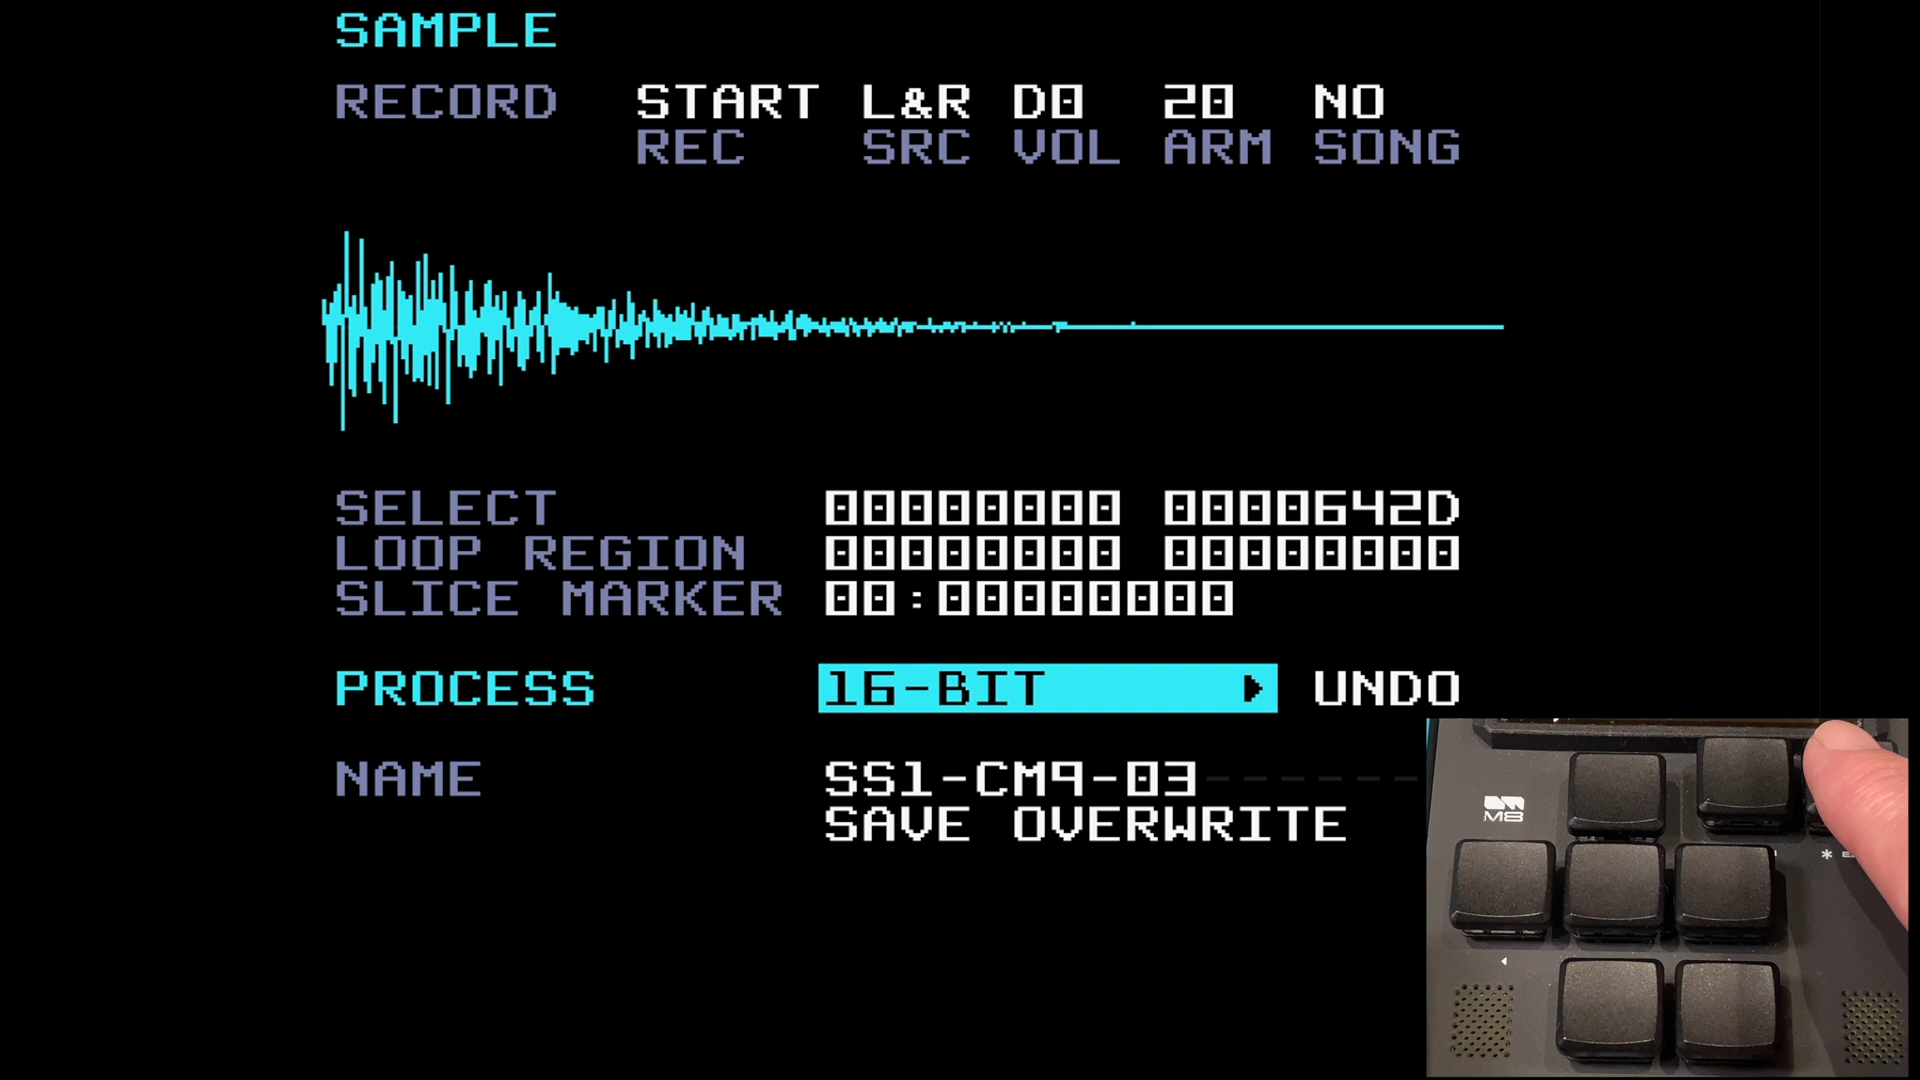 SAMPLE
RECORD START L&R D0 20 NO
REC SRC VOL ARM SONG
SELECT 00000000 0000642D
LOOP REGION 00000000 00000000
SLICE MARKER 00:00000000
PROCESS 16-BIT UNDO
NAME SS1-CM9-03------
SAVE OVERWRITE
M8